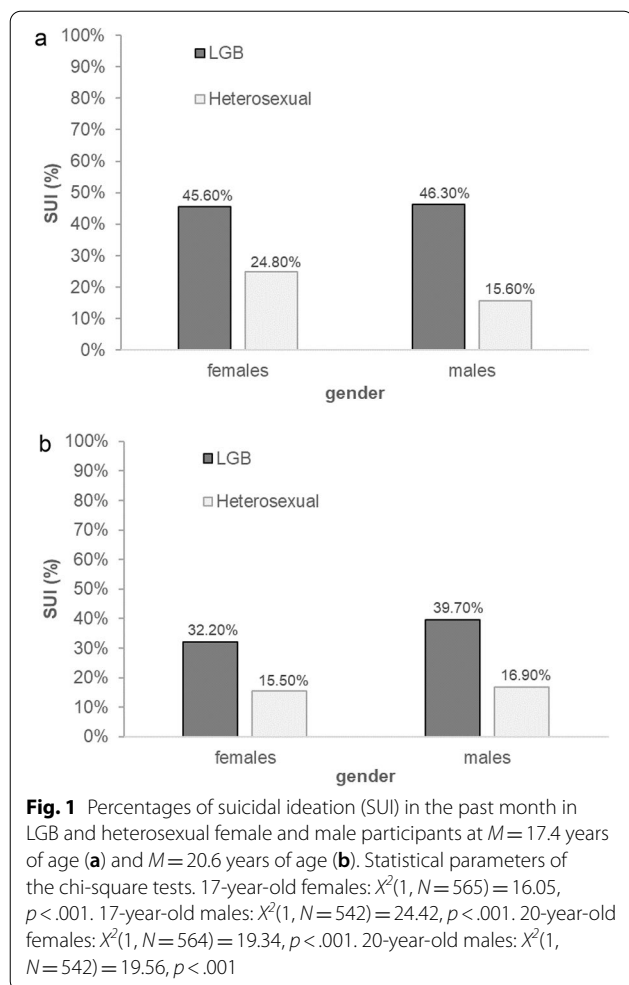 a
100%
90%
80%
70%
60%
50%
40%
30%
20%
10%
0%
SUI (%)
LGB
Heterosexual
45.60%
24.80%
46.30%
15.60%
females
males
gender
b
100%
90%
80%
70%
60%
50%
40%
30%
20%
10%
0%
SUI (%)
LGB
Heterosexual
32.20%
15.50%
39.70%
16.90%
females
males
gender
Fig. 1 Percentages of suicidal ideation (SUI) in the past month in
LGB and heterosexual female and male participants at M = 17.4 years
of age (a) and M = 20.6 years of age (b). Statistical parameters of
the chi-square tests. 17-year-old females: X²(1, N = 565) = 16.05,
p < .001. 17-year-old males: X²(1, N = 542) = 24.42, p < .001. 20-year-old
females: X²(1, N = 564) = 19.34, p < .001. 20-year-old males: X²(1,
N = 542) = 19.56, p < .001